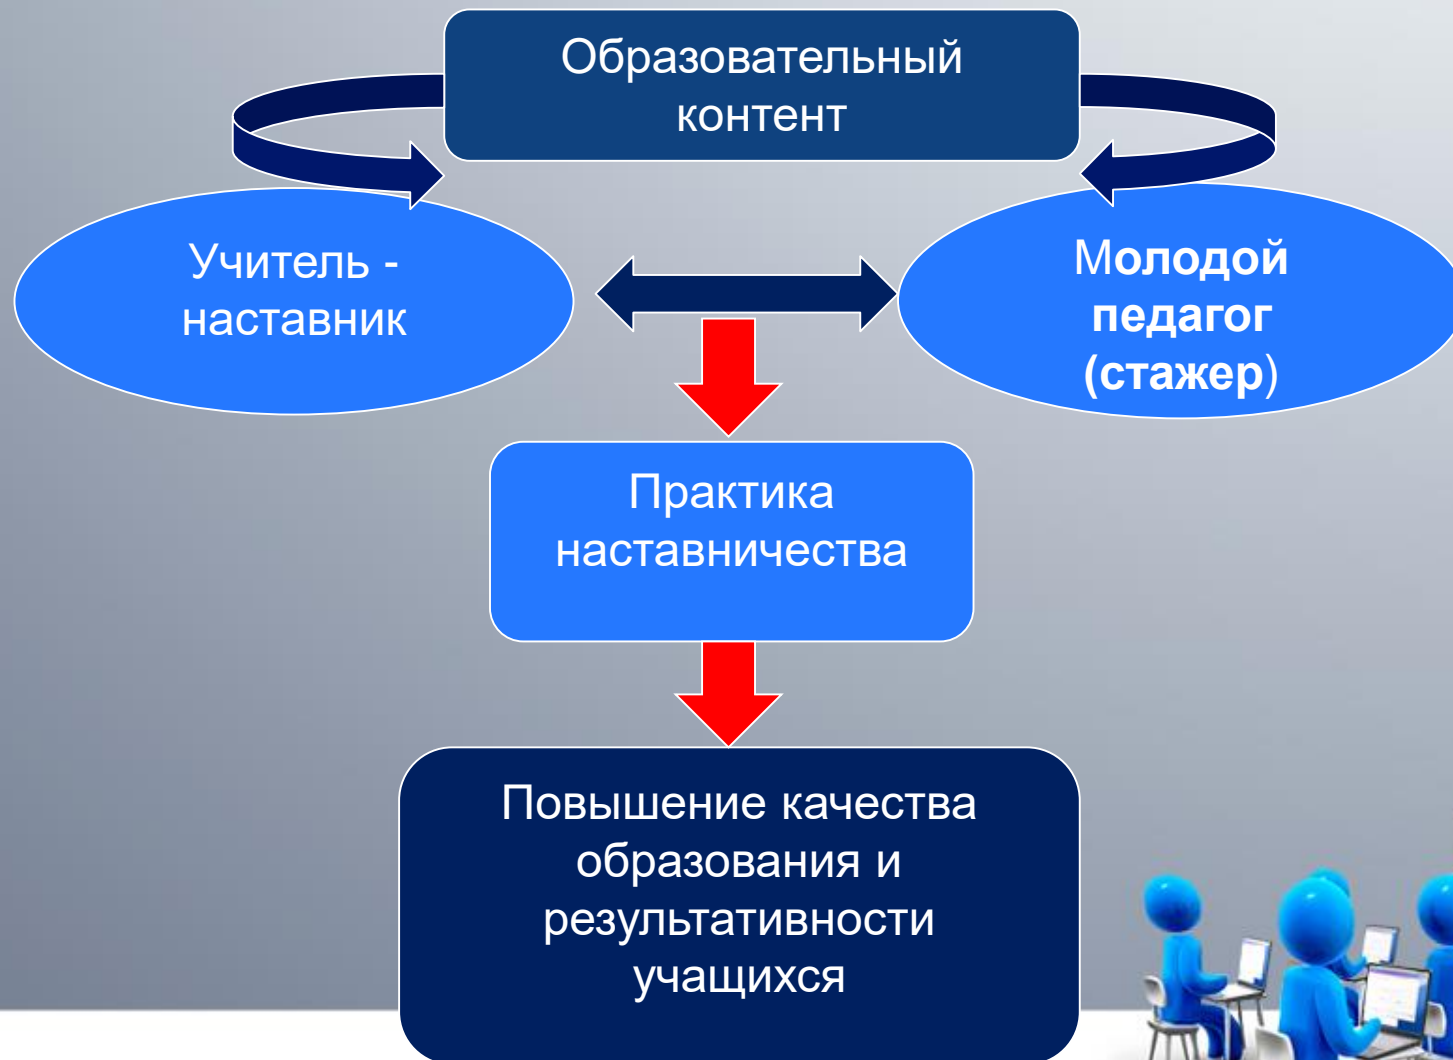 Образовательный
контент
Учитель -
наставник
Молодой
педагог
(стажер)
Практика
наставничества
Повышение качества
образования и
результативности
учащихся